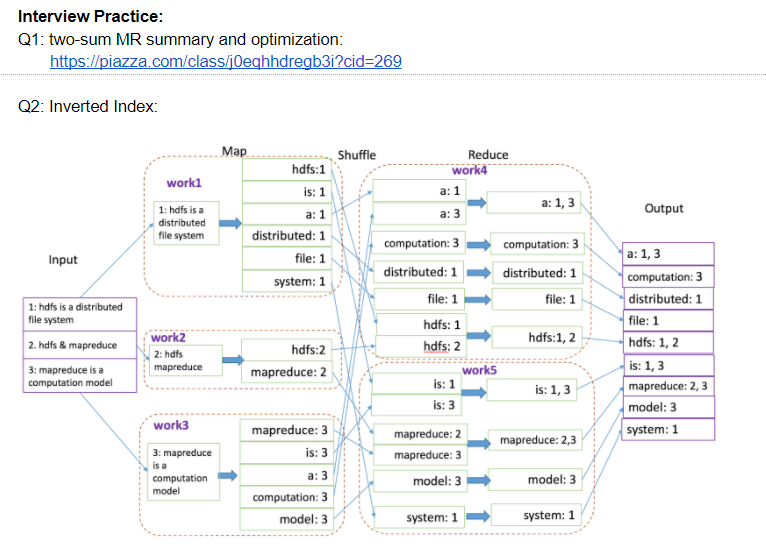 Interview Practice:
Q1: two-sum MR summary and optimization:
https://piazza.com/class/j0eqhhdregb3i?cid=269
Q2: Inverted Index:
Map
Shuffle
Reduce
Output
Input
1: hdfs is a distributed
file system
2. hdfs & mapreduce
3: mapreduce is a
computation model
work1
1: hdfs is a
distributed
file system
hdfs:1
is: 1
a: 1
distributed: 1
file: 1
system: 1
work2
2: hdfs
mapreduce
hdfs:2
mapreduce: 2
work3
3: mapreduce
is a
computation
model
mapreduce: 3
is: 3
a: 3
computation: 3
model: 3
work4
a: 1
a: 3
a: 1, 3
computation: 3
computation: 3
distributed: 1
distributed: 1
file: 1
file: 1
hdfs: 1
hdfs: 2
hdfs:1, 2
work5
is: 1
is: 3
is: 1, 3
mapreduce: 2
mapreduce: 3
mapreduce: 2,3
model: 3
model: 3
system: 1
system: 1
a: 1, 3
computation: 3
distributed: 1
file: 1
hdfs: 1, 2
is: 1, 3
mapreduce: 2, 3
model: 3
system: 1